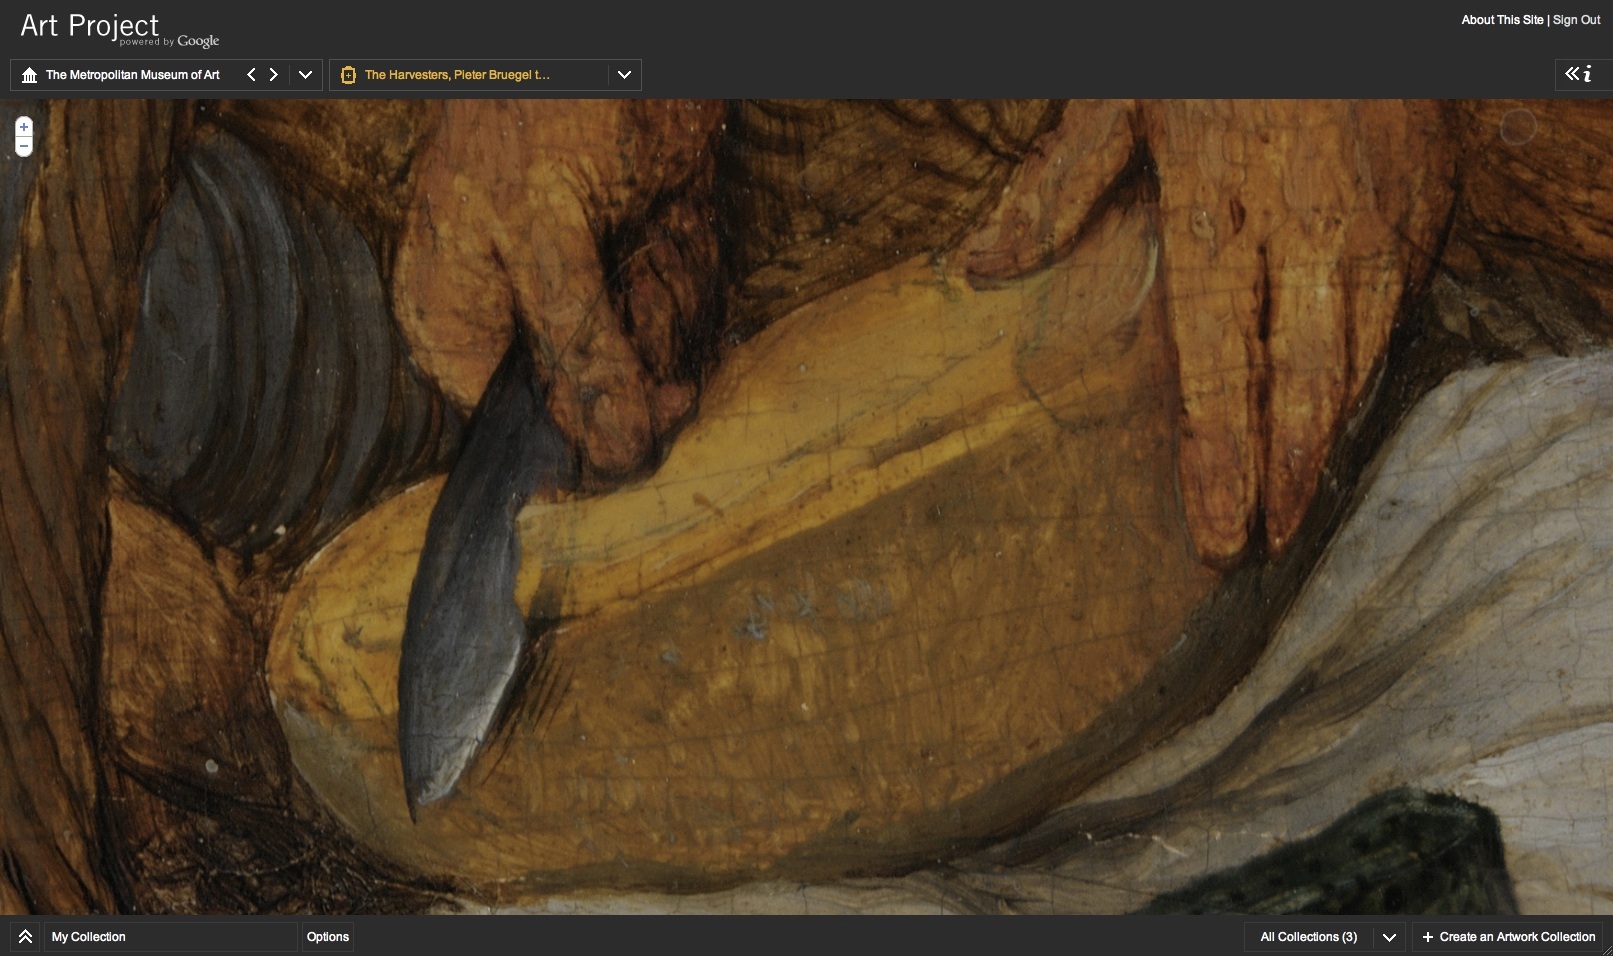 Art Project
powered by Google
About This Site | Sign Out
The Metropolitan Museum of Art
The Harvesters, Pieter Bruegel t...
i
My Collection
Options
All Collections (3)
+ Create an Artwork Collection